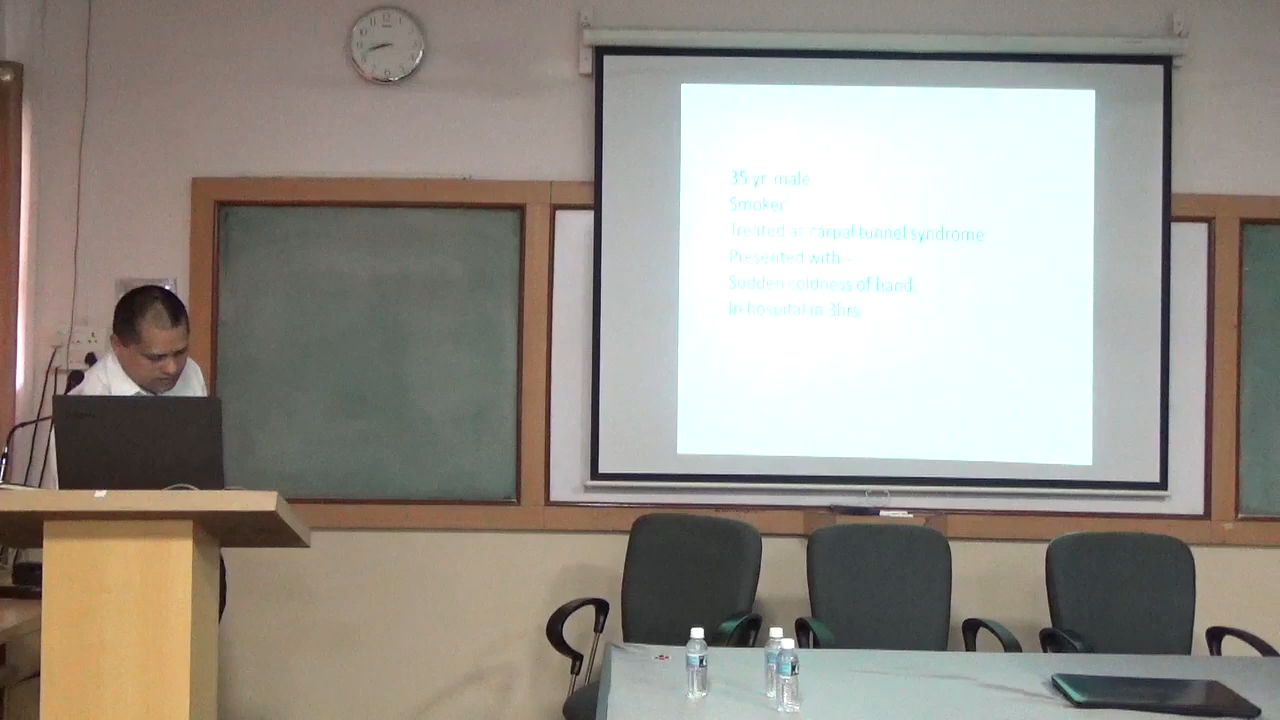 35 yr male
Smoker
Treated as carpal tunnel syndrome
Presented with-
Sudden coldness of hand,
In hospital in 3hrs